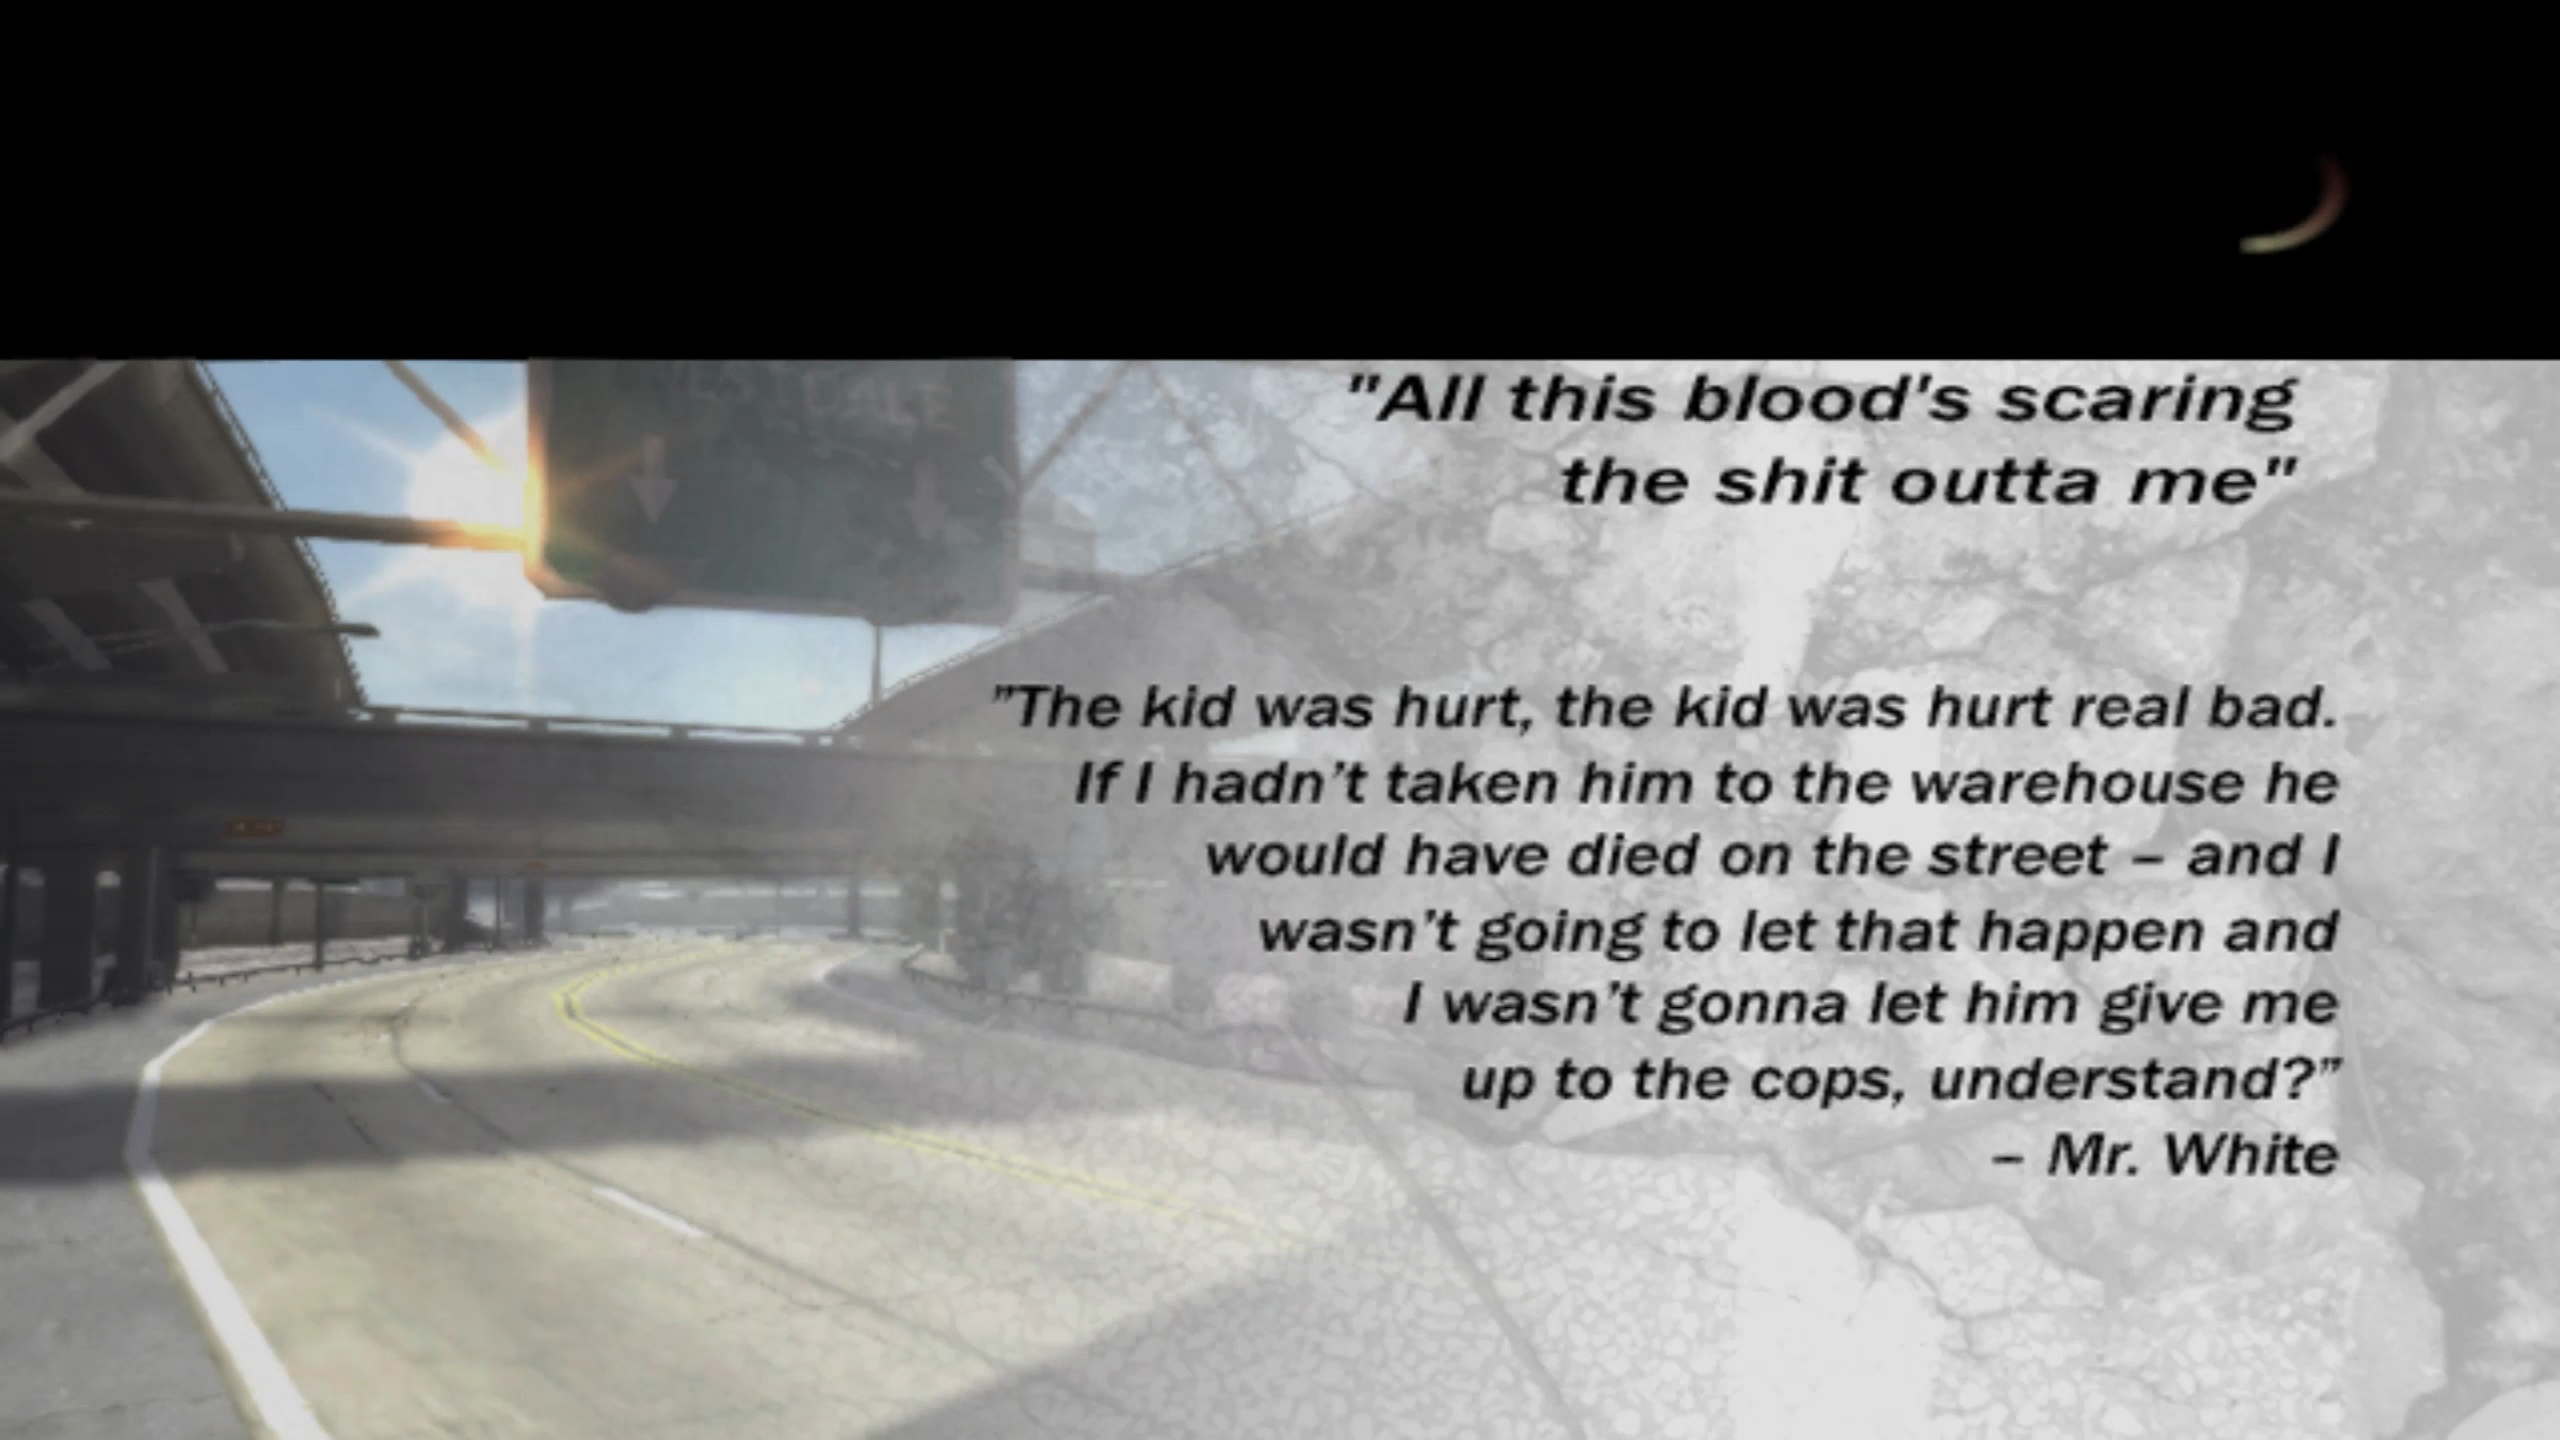 "All this blood's scaring
the shit outta me"
"The kid was hurt, the kid was hurt real bad.
If I hadn't taken him to the warehouse he
would have died on the street – and I
wasn't going to let that happen and
I wasn't gonna let him give me
up to the cops, understand?"
– Mr. White